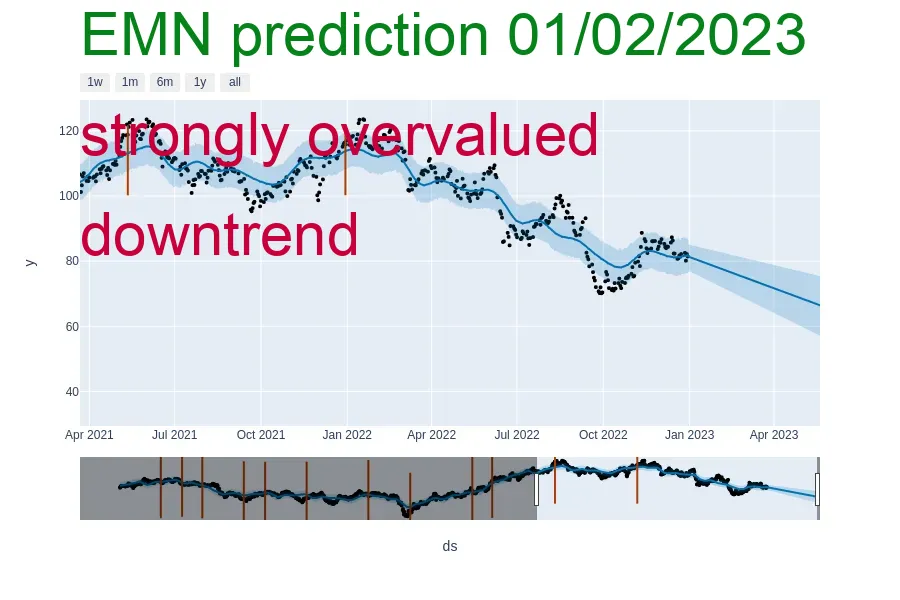 EMN prediction 01/02/2023
1w 1m 6m 1y all
strongly overvalued
downtrend
120
100
80
60
40
y
Apr 2021 Jul 2021 Oct 2021 Jan 2022 Apr 2022 Jul 2022 Oct 2022 Jan 2023 Apr 2023
ds